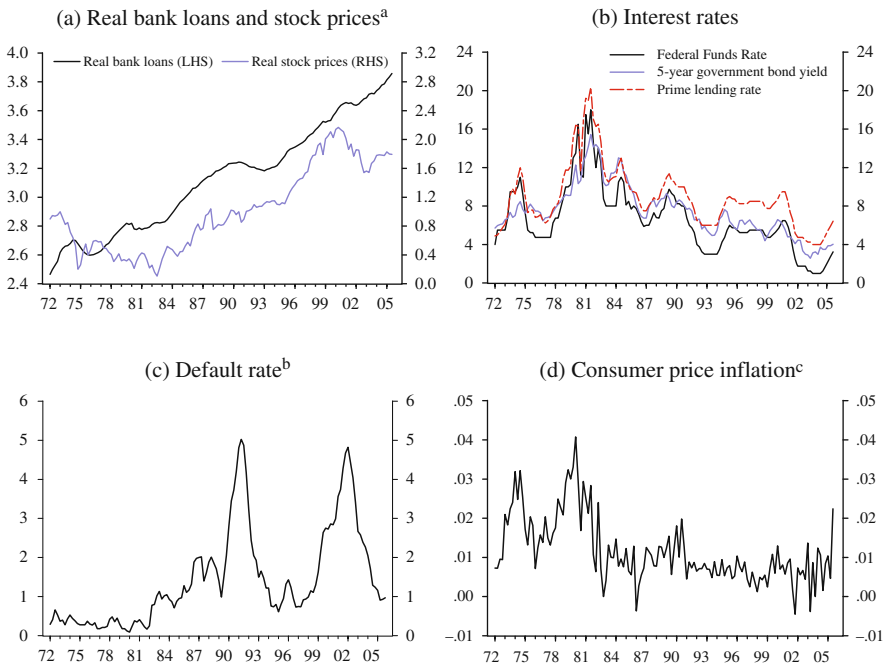 (a) Real bank loans and stock pricesᵃ
Real bank loans (LHS) Real stock prices (RHS)
4.0 3.2
3.8 2.8
3.6 2.4
3.4 2.0
3.2 1.6
3.0 1.2
2.8 0.8
2.6 0.4
2.4 0.0
72 75 78 81 84 87 90 93 96 99 02 05
(b) Interest rates
Federal Funds Rate
5-year government bond yield
Prime lending rate
24 24
20 20
16 16
12 12
8 8
4 4
0 0
72 75 78 81 84 87 90 93 96 99 02 05
(c) Default rateᵇ
6 6
5 5
4 4
3 3
2 2
1 1
0 0
72 75 78 81 84 87 90 93 96 99 02 05
(d) Consumer price inflationᶜ
.05 .05
.04 .04
.03 .03
.02 .02
.01 .01
.00 .00
–.01 –.01
72 75 78 81 84 87 90 93 96 99 02 05